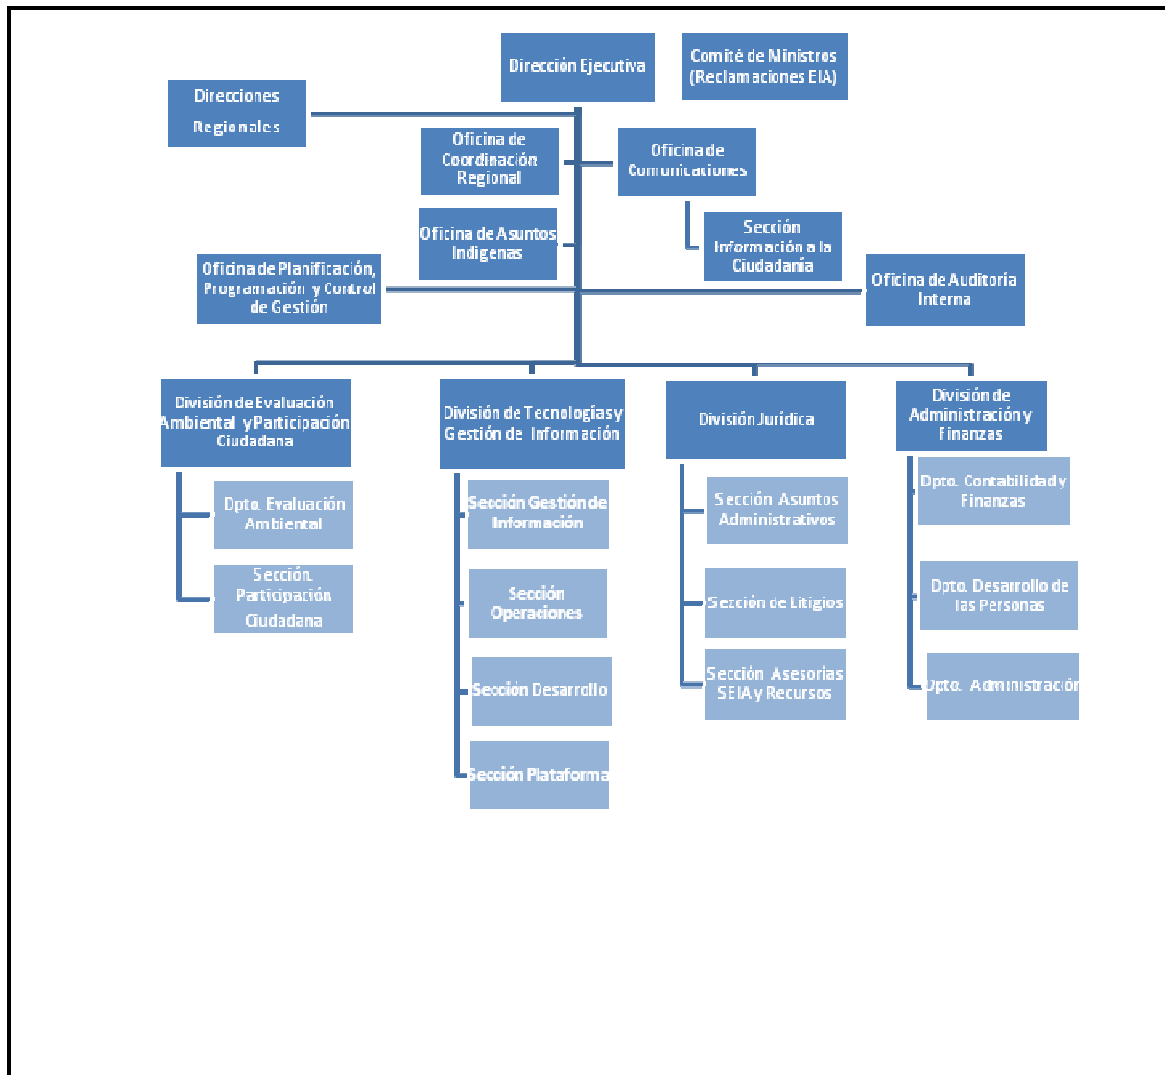 Dirección Ejecutiva
Comité de Ministros
(Reclamaciones EIA)
Direcciones
Regionales
Oficina de
Coordinación
Regional
Oficina de
Comunicaciones
Oficina de Asuntos
Indigenas
Sección
Información a la
Ciudadanía
Oficina de Planificación,
Programación y Control
de Gestión
Oficina de Auditoría
Interna
División de Evaluación
Ambiental y Participación
Ciudadana
División de Tecnologías y
Gestión de Información
División Jurídica
División de
Administración y
Finanzas
Dpto. Evaluación
Ambiental
Sección.
Participación
Ciudadana
Sección Gestión de
Información
Sección
Operaciones
Sección Desarrollo
Sección Plataforma
Sección Asuntos
Administrativos
Sección de Litigios
Sección Asesorias
SEIA y Recursos
Dpto. Contabilidad y
Finanzas
Dpto. Desarrollo de
las Personas
Dpto. Administración